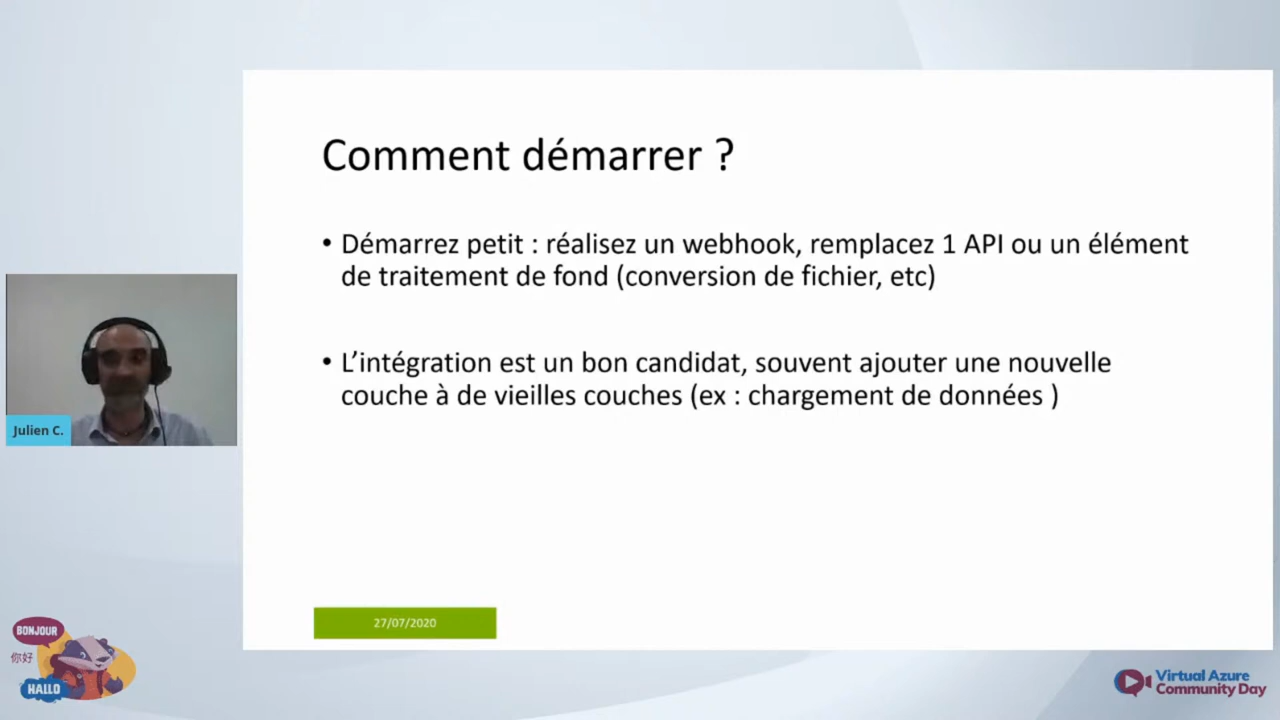 Comment démarrer ?
• Démarrez petit : réalisez un webhook, remplacez 1 API ou un élément
de traitement de fond (conversion de fichier, etc)
• L’intégration est un bon candidat, souvent ajouter une nouvelle
couche à de vieilles couches (ex : chargement de données )
Julien C.
27/07/2020
BONJOUR
你好
HALLO
Virtual Azure
Community Day